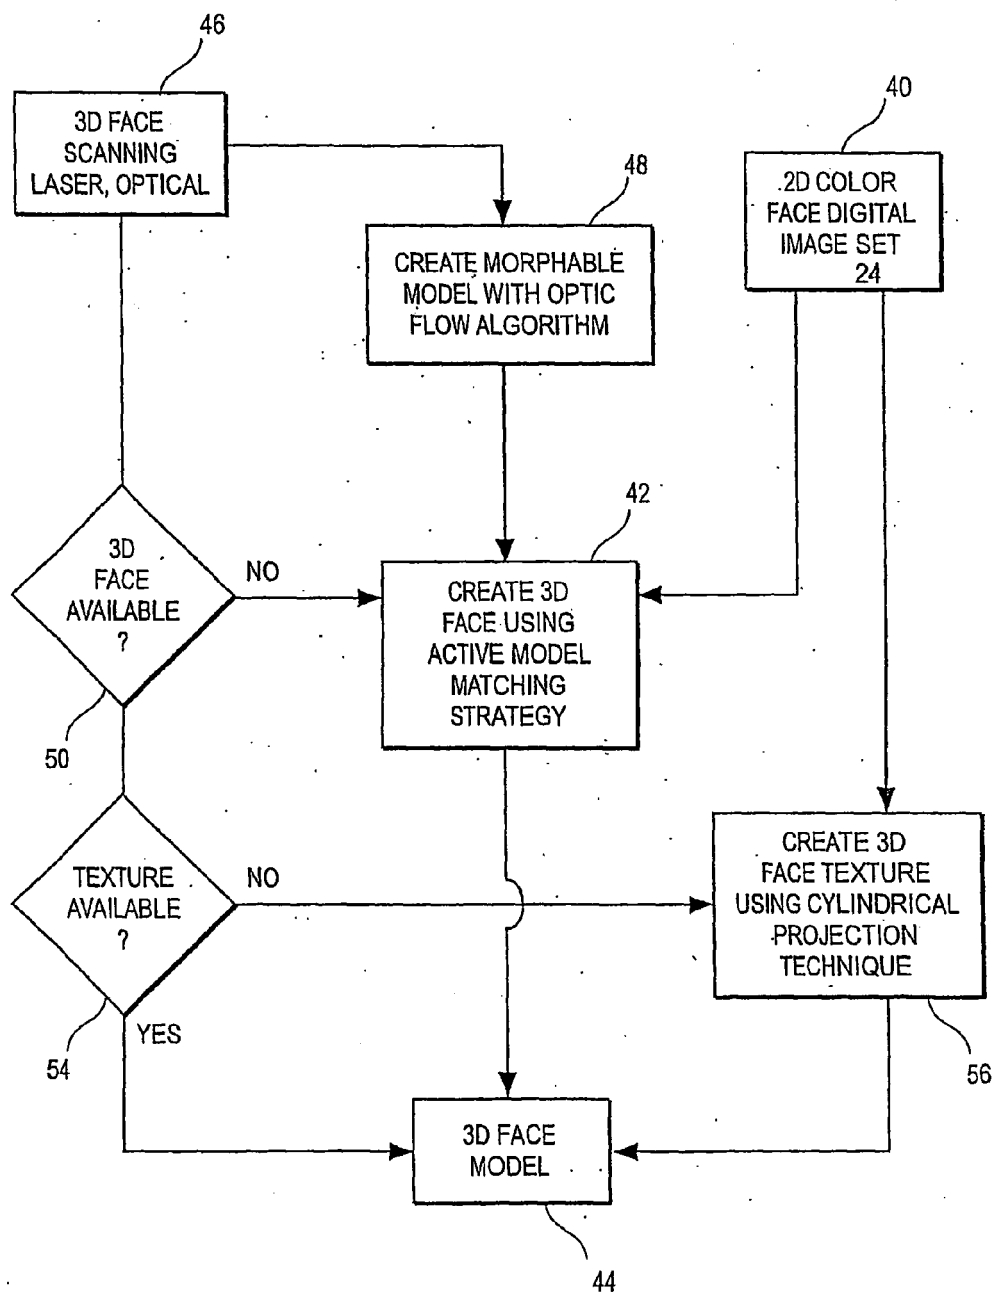 46
3D FACE
SCANNING
LASER, OPTICAL
40
2D COLOR
FACE DIGITAL
IMAGE SET
24
48
CREATE MORPHABLE
MODEL WITH OPTIC
FLOW ALGORITHM
3D
FACE
AVAILABLE
?
NO
50
42
CREATE 3D
FACE USING
ACTIVE MODEL
MATCHING
STRATEGY
TEXTURE
AVAILABLE
?
NO
YES
54
CREATE 3D
FACE TEXTURE
USING CYLINDRICAL
PROJECTION
TECHNIQUE
56
3D FACE
MODEL
44